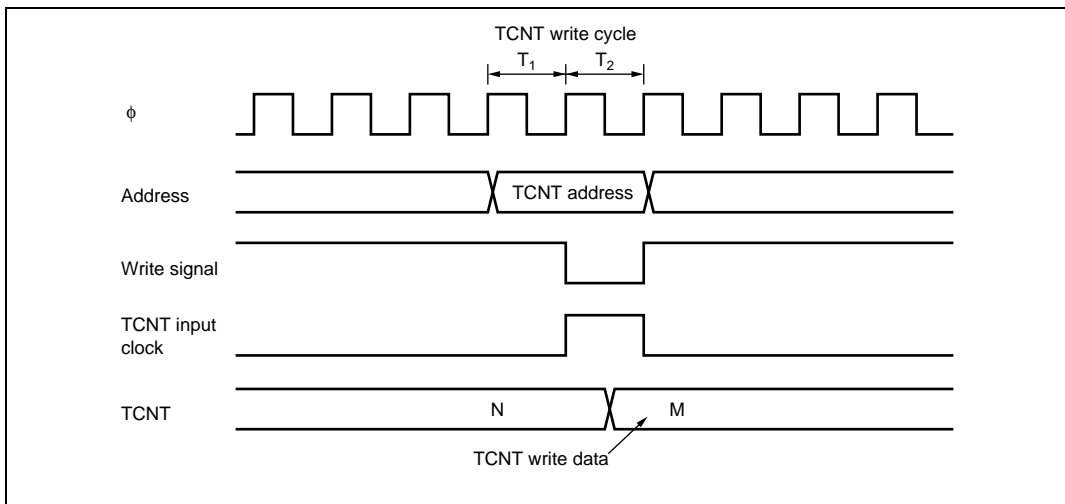 TCNT write cycle
T1 T2
ϕ
Address
TCNT address
Write signal
TCNT input
clock
TCNT
N M
TCNT write data